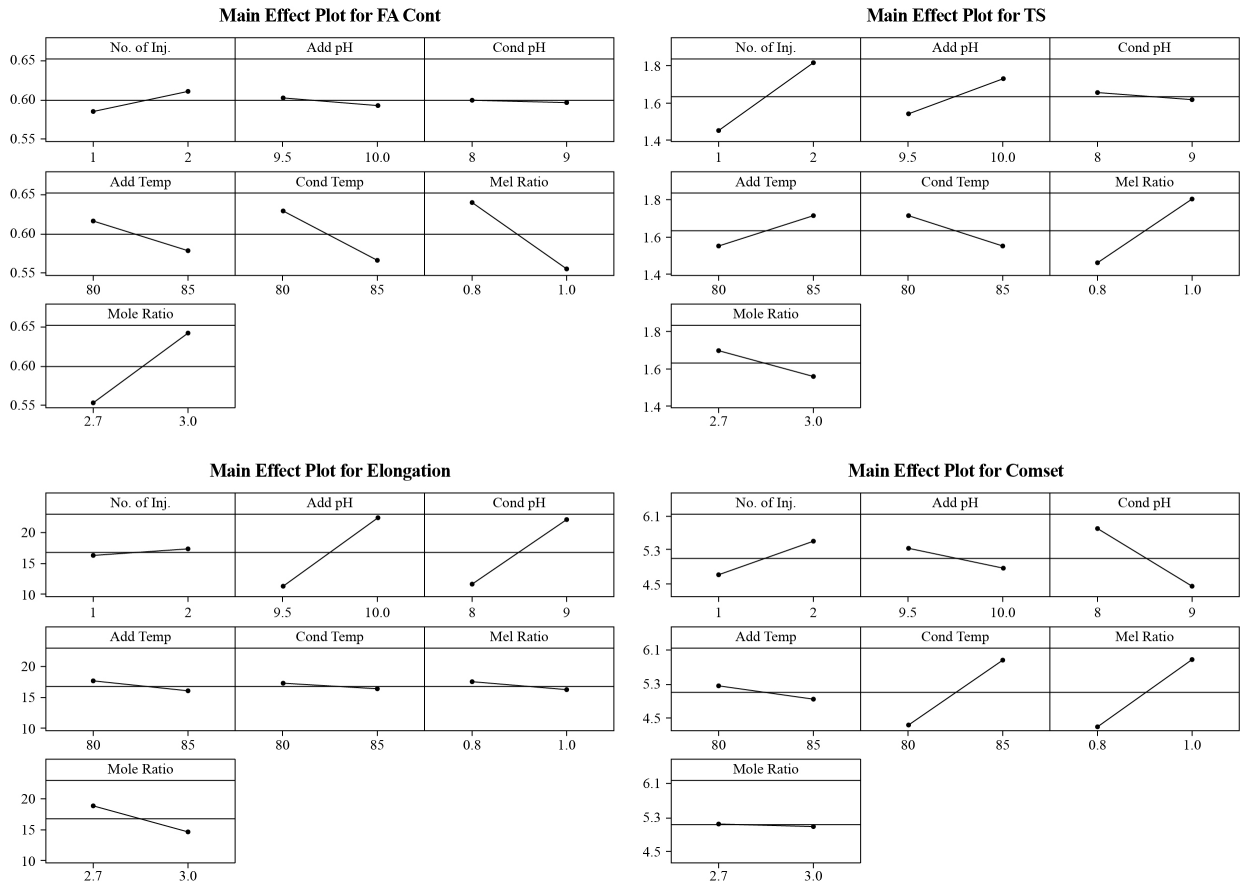 Main Effect Plot for FA Cont
No. of Inj. Add pH Cond pH
0.65
0.60
0.55
1 2 9.5 10.0 8 9
Add Temp Cond Temp Mel Ratio
0.65
0.60
0.55
80 85 80 85 0.8 1.0
Mole Ratio
0.65
0.60
0.55
2.7 3.0
Main Effect Plot for TS
No. of Inj. Add pH Cond pH
1.8
1.6
1.4
1 2 9.5 10.0 8 9
Add Temp Cond Temp Mel Ratio
1.8
1.6
1.4
80 85 80 85 0.8 1.0
Mole Ratio
1.8
1.6
1.4
2.7 3.0
Main Effect Plot for Elongation
No. of Inj. Add pH Cond pH
20
15
10
1 2 9.5 10.0 8 9
Add Temp Cond Temp Mel Ratio
20
15
10
80 85 80 85 0.8 1.0
Mole Ratio
20
15
10
2.7 3.0
Main Effect Plot for Comset
No. of Inj. Add pH Cond pH
6.1
5.3
4.5
1 2 9.5 10.0 8 9
Add Temp Cond Temp Mel Ratio
6.1
5.3
4.5
80 85 80 85 0.8 1.0
Mole Ratio
6.1
5.3
4.5
2.7 3.0